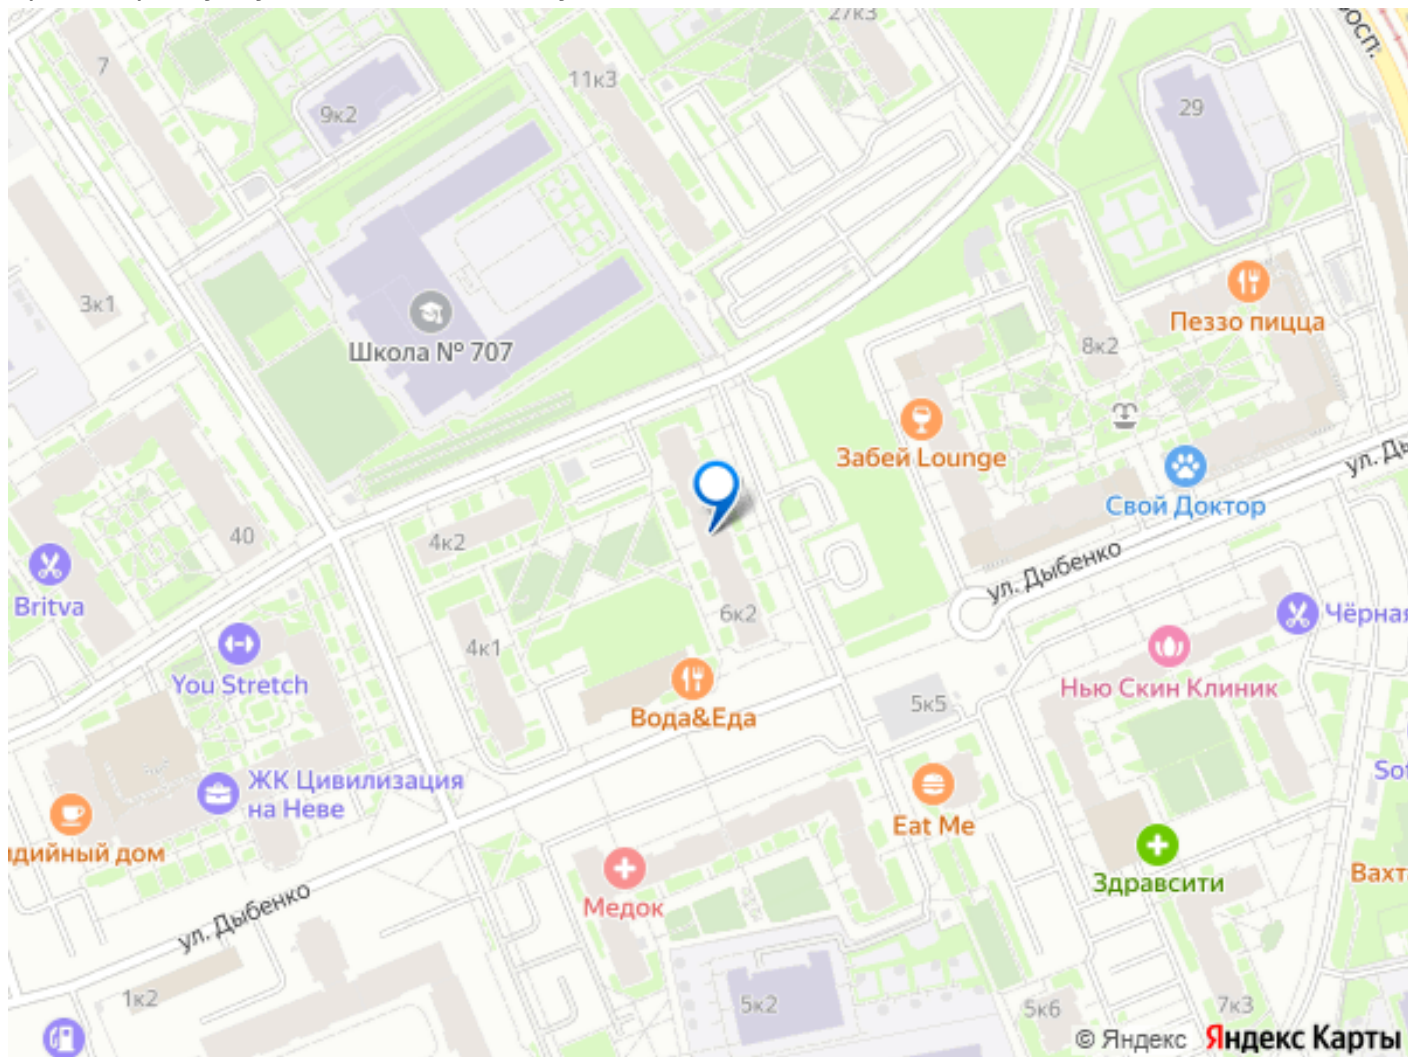 27к3
осп.
7
11к3
9к2
29
3к1
Пеззо пицца
Школа № 707
8к2
Забей Lounge
ул. Ды
Свой Доктор
40
4к2
ул. Дыбенко
Britva
6к2
Чёрная
4к1
You Stretch
Нью Скин Клиник
5к5
Вода&Еда
ЖК Цивилизация
на Неве
Sof
Eat Me
дийный дом
Здравсити
Вахт
Медок
ул. Дыбенко
1к2
5к2
5к6
7к3
© Яндекс Яндекс Карты